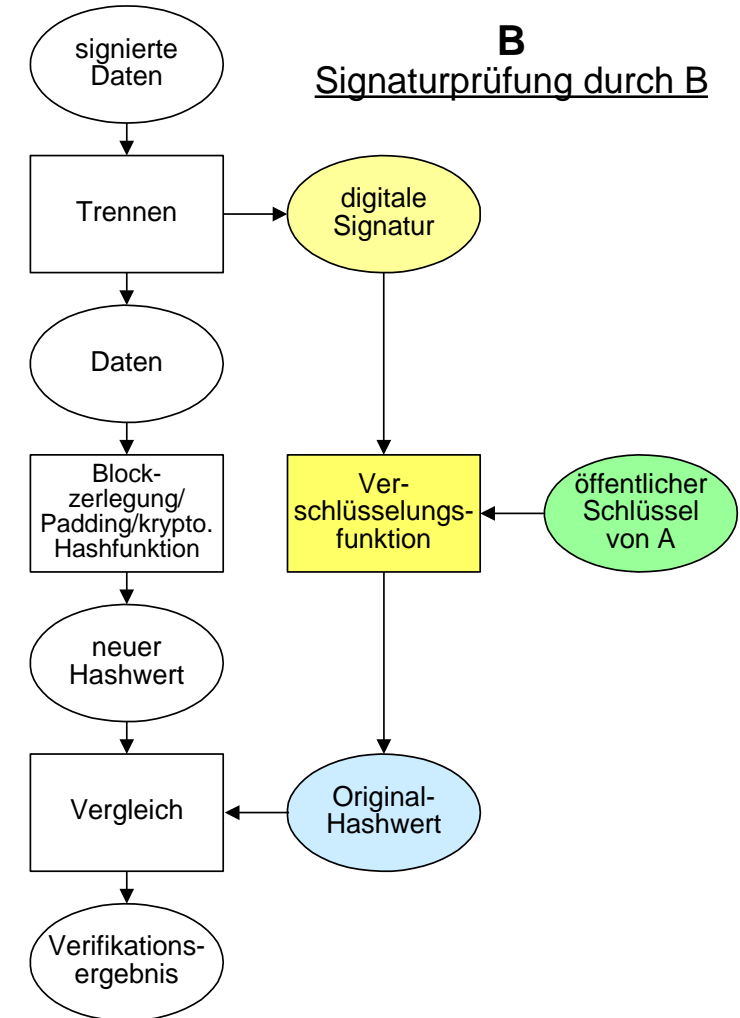 B
Signaturprüfung durch B
signierte
Daten
Trennen
digitale
Signatur
Daten
Block-
zerlegung/
Padding/krypto.
Hashfunktion
Ver-
schlüsselungs-
funktion
öffentlicher
Schlüssel
von A
neuer
Hashwert
Vergleich
Original-
Hashwert
Verifikations-
ergebnis